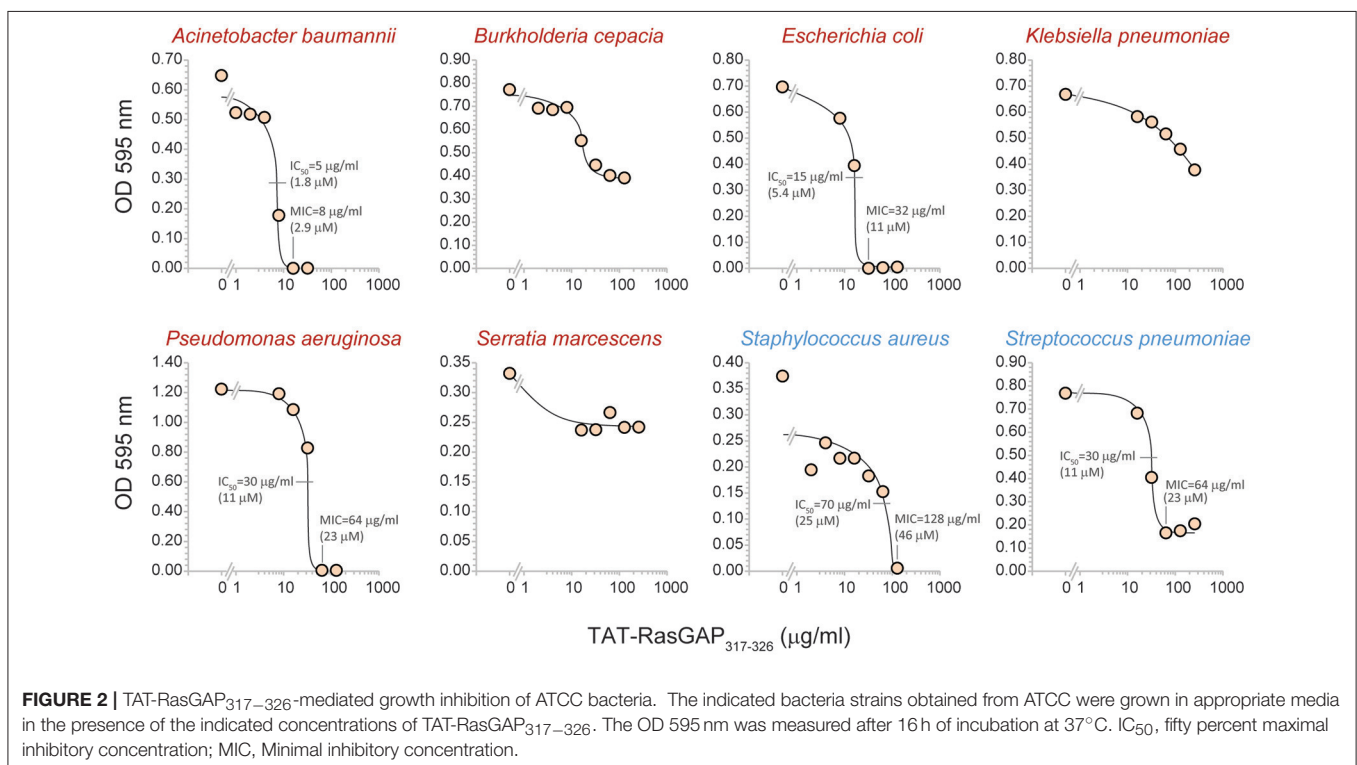 Acinetobacter baumannii
0.70
0.60
0.50
0.40
0.30
0.20
0.10
0.00
OD 595 nm
IC50=5 µg/ml
(1.8 µM)
MIC=8 µg/ml
(2.9 µM)
0 10 1000
Burkholderia cepacia
0.90
0.80
0.70
0.60
0.50
0.40
0.30
0.20
0.10
0.00
0 10 100 1000
Escherichia coli
0.80
0.70
0.60
0.50
0.40
0.30
0.20
0.10
0.00
IC50=15 µg/ml
(5.4 µM)
MIC=32 µg/ml
(11 µM)
0 10 100 1000
Klebsiella pneumoniae
0.80
0.70
0.60
0.50
0.40
0.30
0.20
0.10
0.00
0 10 100 1000
Pseudomonas aeruginosa
1.40
1.20
1.00
0.80
0.60
0.40
0.20
0.00
OD 595 nm
IC50=30 µg/ml
(11 µM)
MIC=64 µg/ml
(23 µM)
0 10 100 1000
Serratia marcescens
0.35
0.30
0.25
0.20
0.15
0.10
0.05
0.00
0 10 100 1000
Staphylococcus aureus
0.40
0.35
0.30
0.25
0.20
0.15
0.10
0.05
0.00
IC50=70 µg/ml
(25 µM)
MIC=128 µg/ml
(46 µM)
0 10 100 1000
Streptococcus pneumoniae
0.90
0.80
0.70
0.60
0.50
0.40
0.30
0.20
0.10
0.00
IC50=30 µg/ml
(11 µM)
MIC=64 µg/ml
(23 µM)
0 10 100 1000
TAT-RasGAP317-326 (µg/ml)
FIGURE 2 | TAT-RasGAP317–326-mediated growth inhibition of ATCC bacteria. The indicated bacteria strains obtained from ATCC were grown in appropriate media
in the presence of the indicated concentrations of TAT-RasGAP317–326. The OD 595 nm was measured after 16 h of incubation at 37°C. IC50, fifty percent maximal
inhibitory concentration; MIC, Minimal inhibitory concentration.